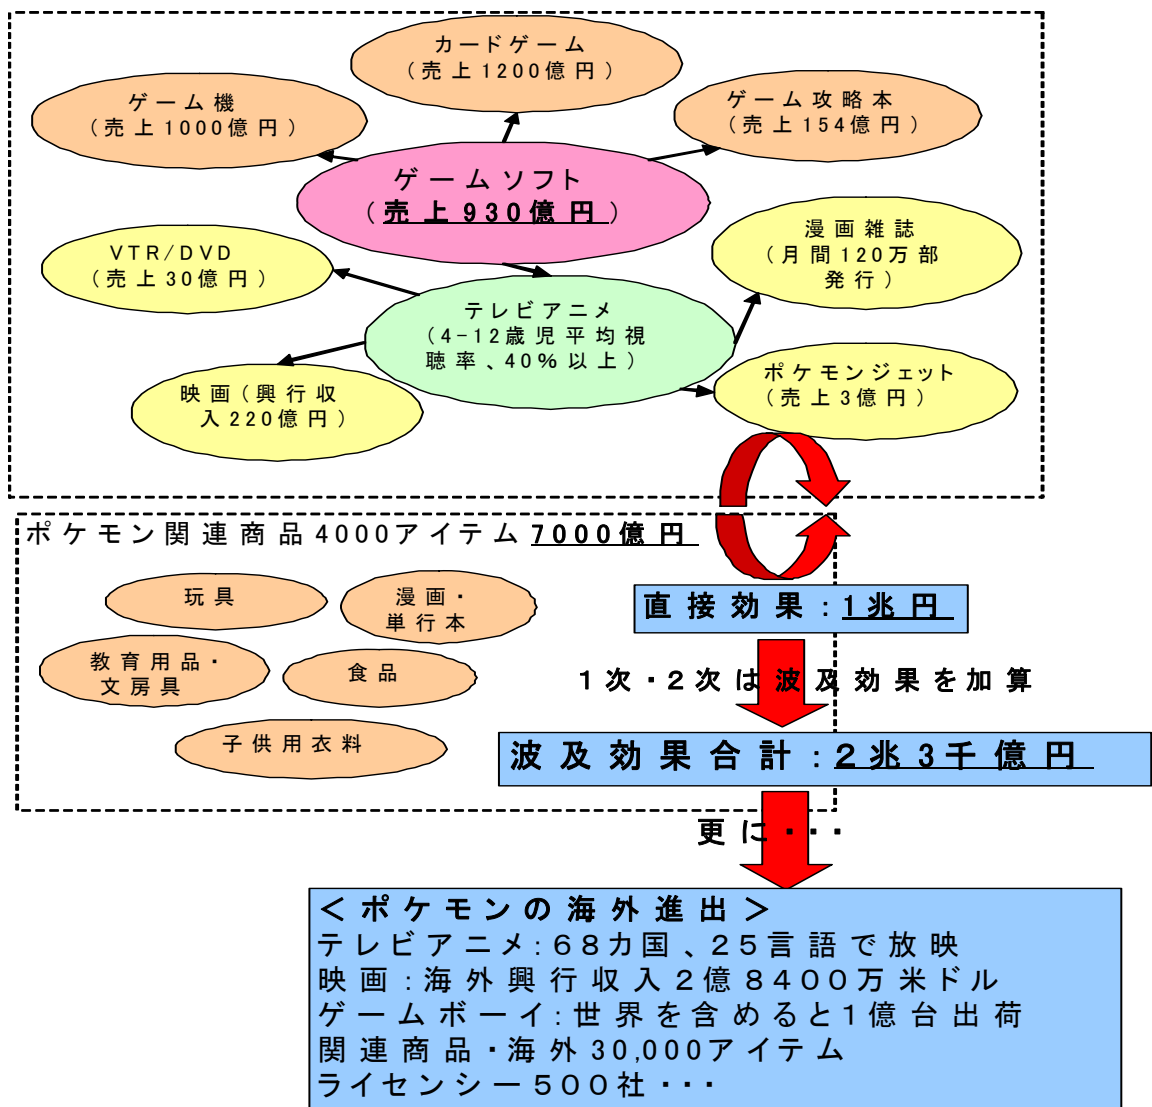 カードゲーム
(売上1200億円)
ゲーム機
(売上1000億円)
ゲーム攻略本
(売上154億円)
ゲームソフト
(売上930億円)
漫画雑誌
(月間120万部
発行)
VTR/DVD
(売上30億円)
テレビアニメ
(4-12歳児平均視
聴率、40%以上)
映画(興行収
入220億円)
ポケモンジェット
(売上3億円)
ポケモン関連商品4000アイテム 7000億円
玩具
漫画・
単行本
教育用品・
文房具
食品
子供用衣料
直接効果:1兆円
1次・2次は波及効果を加算
波及効果合計:2兆3千億円
更に・・・
<ポケモンの海外進出>
テレビアニメ:68カ国、25言語で放映
映画:海外興行収入2億8400万米ドル
ゲームボーイ:世界を含めると1億台出荷
関連商品・海外30,000アイテム
ライセンシー500社・・・